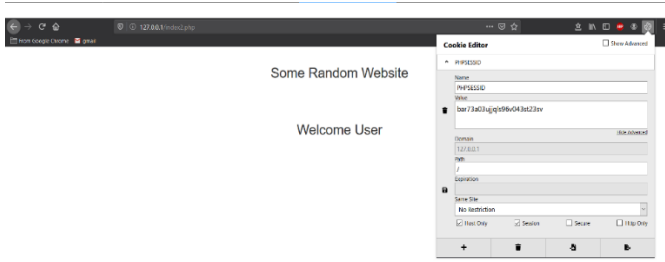 127.0.0.1/index2.php
From Google Chrome gmail
Some Random Website
Welcome User
Cookie Editor
Show Advanced
PHPSESSID
Name
PHPSESSID
Value
Hide Advanced
Domain
127.0.0.1
Path
/
Expiration
Same Site
No Restriction
Host Only Session Secure Http Only